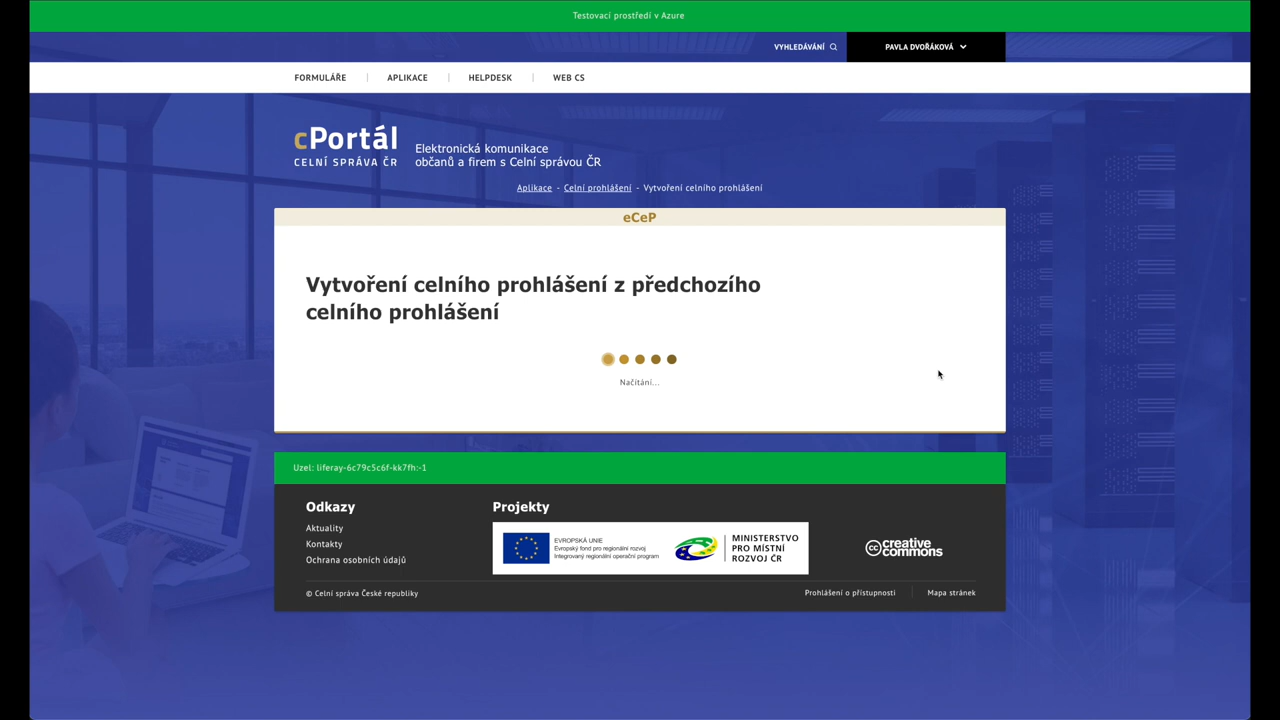 Testovací prostředí v Azure
VYHLEDÁVÁNÍ
PAVLA DVOŘÁKOVÁ
FORMULÁŘE
APLIKACE
HELPDESK
WEB CS
cPortál
CELNÍ SPRÁVA ČR
Elektronická komunikace
občanů a firem s Celní správou ČR
Aplikace - Celní prohlášení - Vytvoření celního prohlášení
eCeP
Vytvoření celního prohlášení z předchozího
celního prohlášení
Načítání...
Uzel: liferay-6c79c5c6f-kk7fh:-1
Odkazy
Aktuality
Kontakty
Ochrana osobních údajů
Projekty
EVROPSKÁ UNIE
Evropský fond pro regionální rozvoj
Integrovaný regionální operační program
MINISTERSTVO
PRO MÍSTNÍ
ROZVOJ ČR
cc creative
commons
© Celní správa České republiky
Prohlášení o přístupnosti
Mapa stránek